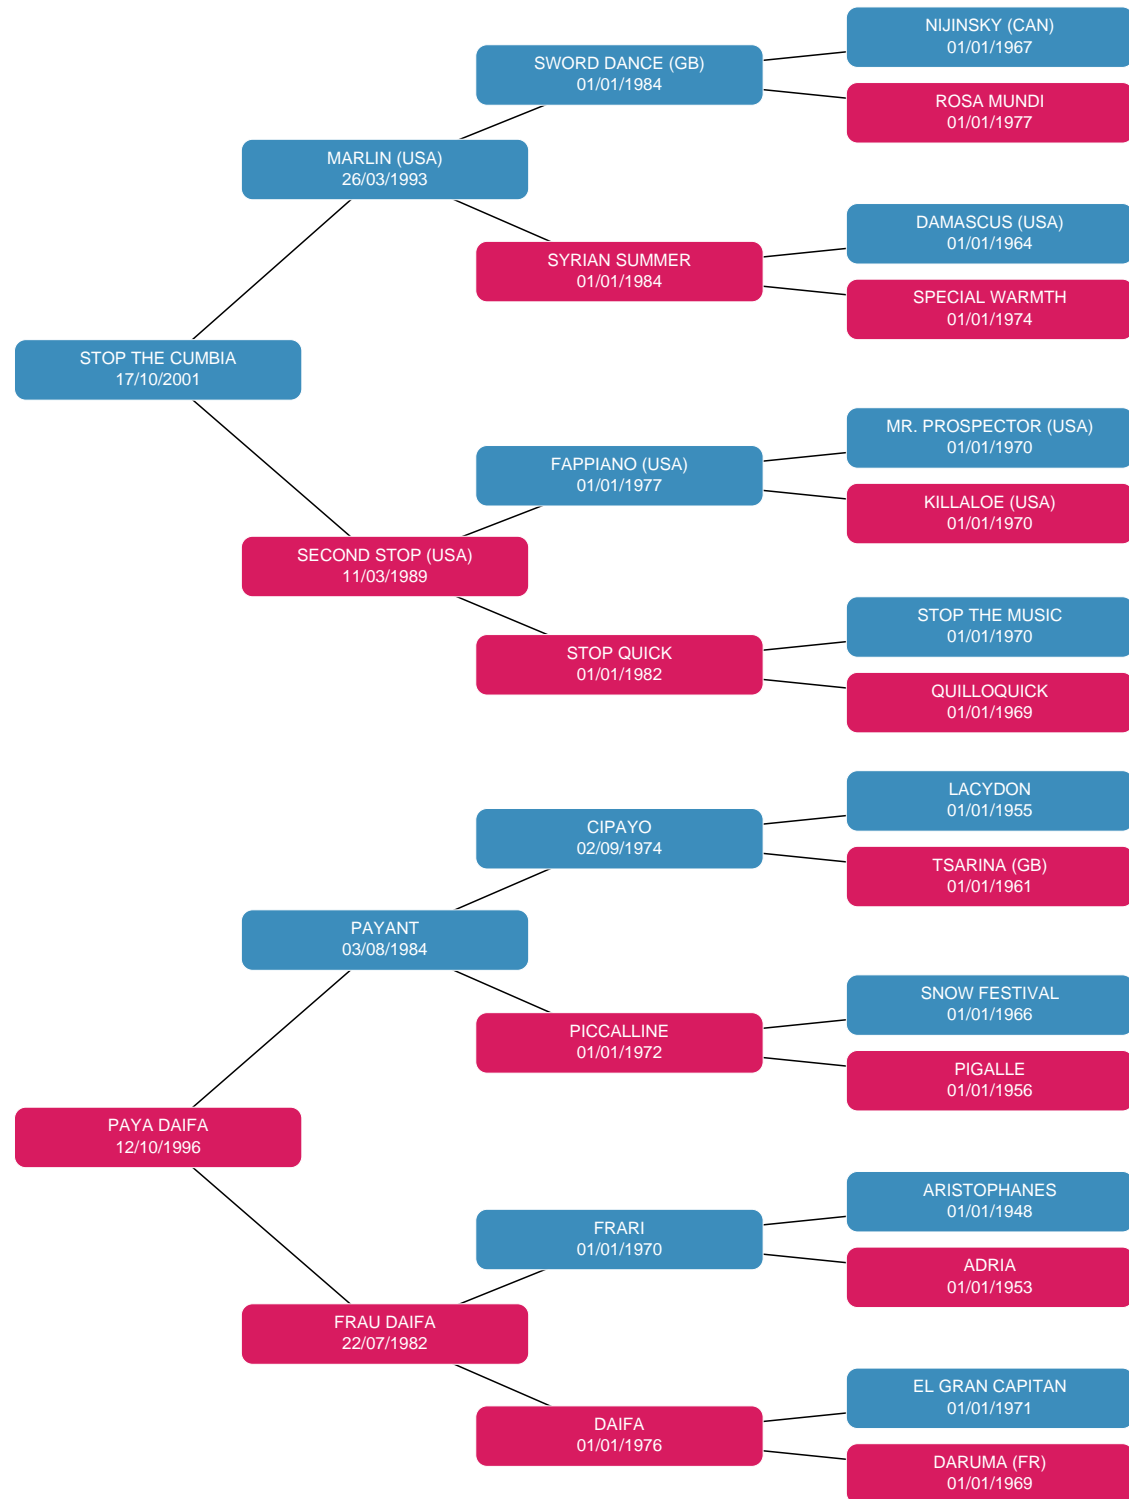 NIJINSKY (CAN)
01/01/1967
SWORD DANCE (GB)
01/01/1984
ROSA MUNDI
01/01/1977
MARLIN (USA)
26/03/1993
DAMASCUS (USA)
01/01/1964
SYRIAN SUMMER
01/01/1984
SPECIAL WARMTH
01/01/1974
STOP THE CUMBIA
17/10/2001
MR. PROSPECTOR (USA)
01/01/1970
FAPPIANO (USA)
01/01/1977
KILLALOE (USA)
01/01/1970
SECOND STOP (USA)
11/03/1989
STOP THE MUSIC
01/01/1970
STOP QUICK
01/01/1982
QUILLOQUICK
01/01/1969
LACYDON
01/01/1955
CIPAYO
02/09/1974
TSARINA (GB)
01/01/1961
PAYANT
03/08/1984
SNOW FESTIVAL
01/01/1966
PICCALLINE
01/01/1972
PIGALLE
01/01/1956
PAYA DAIFA
12/10/1996
ARISTOPHANES
01/01/1948
FRARI
01/01/1970
ADRIA
01/01/1953
FRAU DAIFA
22/07/1982
EL GRAN CAPITAN
01/01/1971
DAIFA
01/01/1976
DARUMA (FR)
01/01/1969